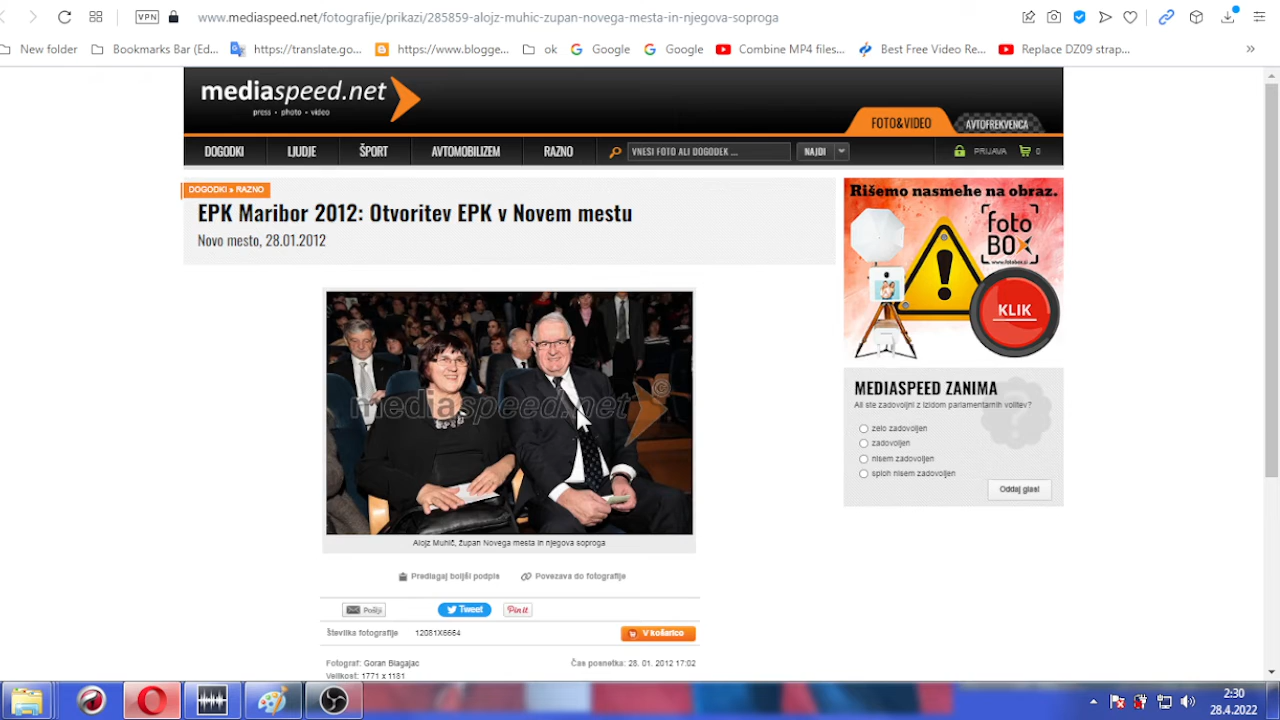 VPN
www.mediaspeed.net/fotografije/prikazi/285859-alojz-muhic-zupan-novega-mesta-in-njegova-soproga
New folder
Bookmarks Bar (Ed...
https://translate.go...
https://www.blogge...
ok
Google
Google
Combine MP4 files...
Best Free Video Re...
Replace DZ09 strap...
mediaspeed.net
press • photo • video
FOTO&VIDEO
AVTOFREKVENCA
DOGODKI
LJUDJE
ŠPORT
AVTOMOBILIZEM
RAZNO
VNESI FOTO ALI DOGODEK ...
NAJDI
PRIJAVA
0
DOGODKI » RAZNO
EPK Maribor 2012: Otvoritev EPK v Novem mestu
Novo mesto, 28.01.2012
Rišemo nasmehe na obraz.
foto
BOX
www.fotobox.si
KLIK
mediaspeed.net
©
MEDIASPEED ZANIMA
Ali ste zadovoljni z izidom parlamentarnih volitev?
zelo zadovoljen
zadovoljen
nisem zadovoljen
sploh nisem zadovoljen
Oddaj glas!
Alojz Muhič, župan Novega mesta in njegova soproga
Predlagaj boljši podpis
Povezava do fotografije
Pošlji
Tweet
Pin it
Številka fotografije 12081X6664
V košarico
Fotograf: Goran Blagajac
Čas posnetka: 28. 01. 2012 17:02
Velikost: 1771 x 1181
2:30
28.4.2022